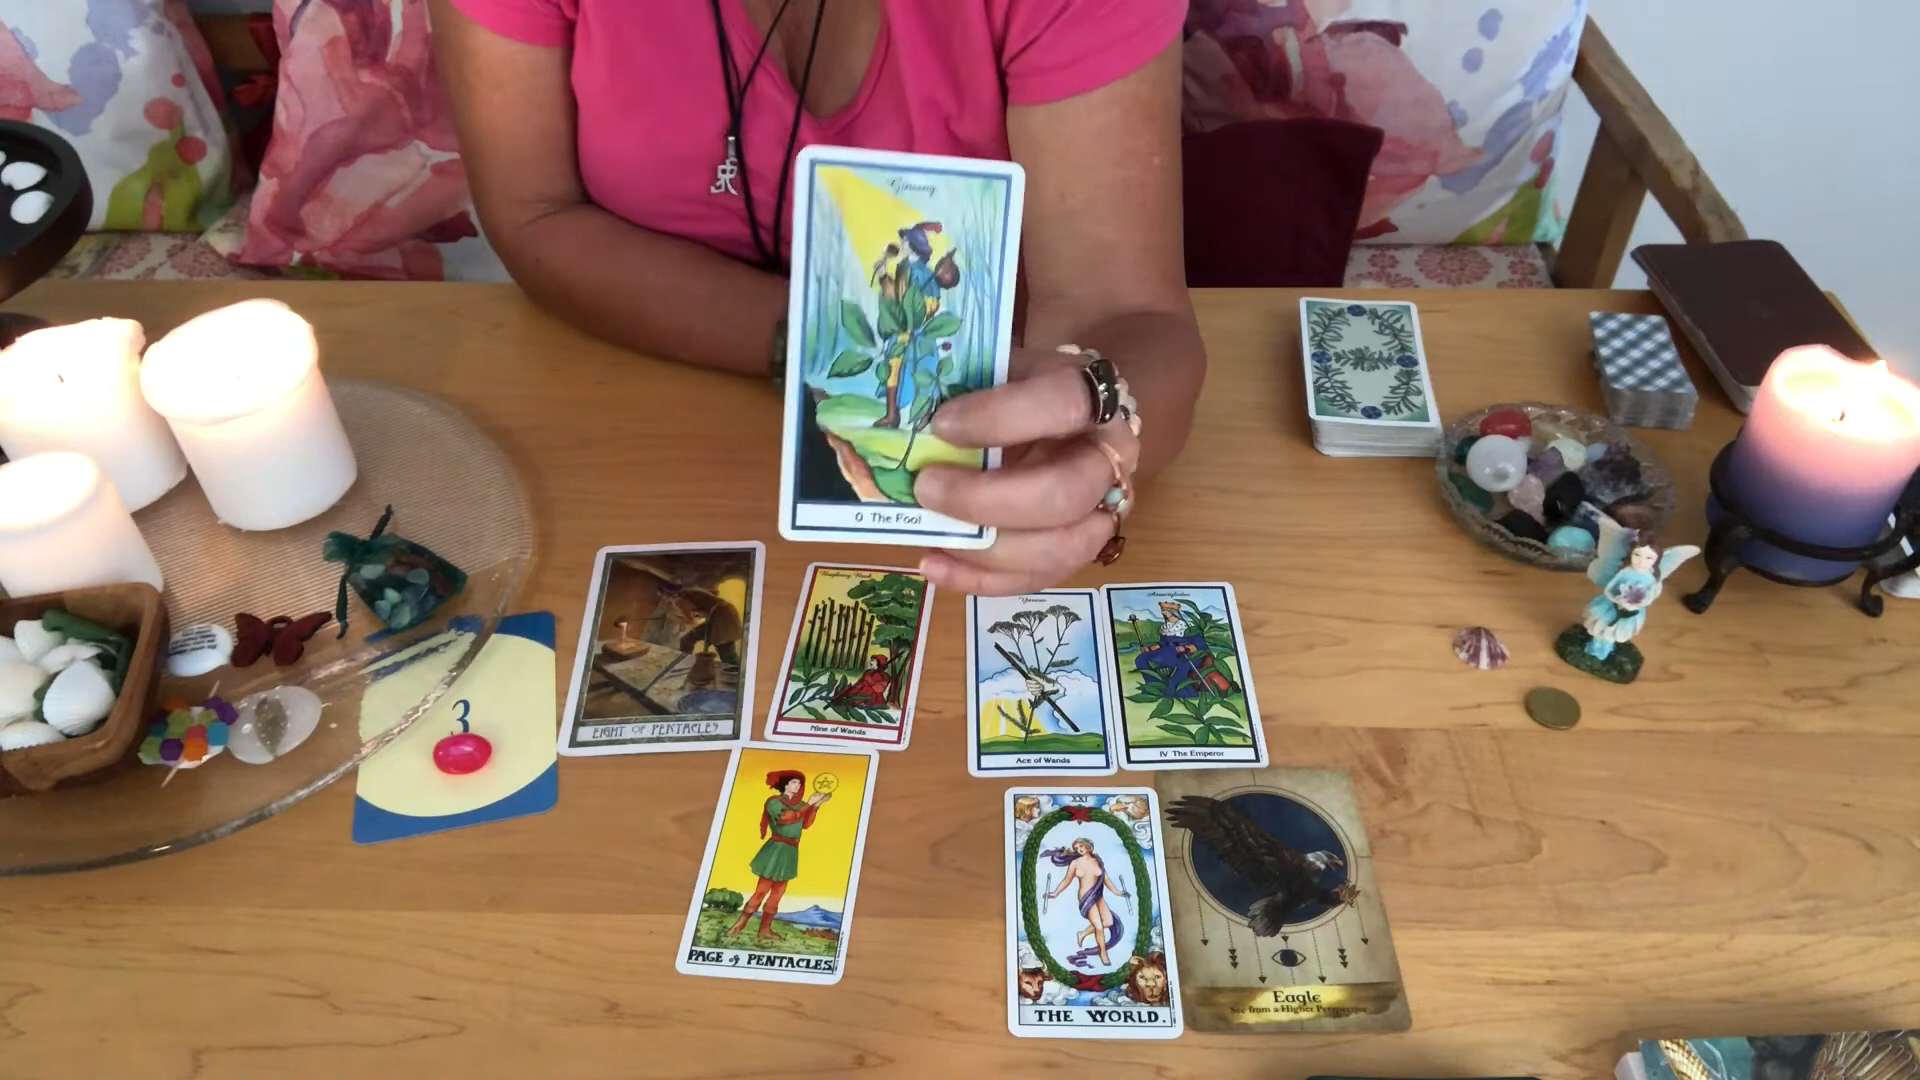 Ginseng
0 The Fool
EIGHT OF PENTACLES
Nine of Wands
Yarrow
Ace of Wands
IV The Emperor
3
PAGE of PENTACLES
XXI
THE WORLD.
Eagle
See from a Higher Perspective